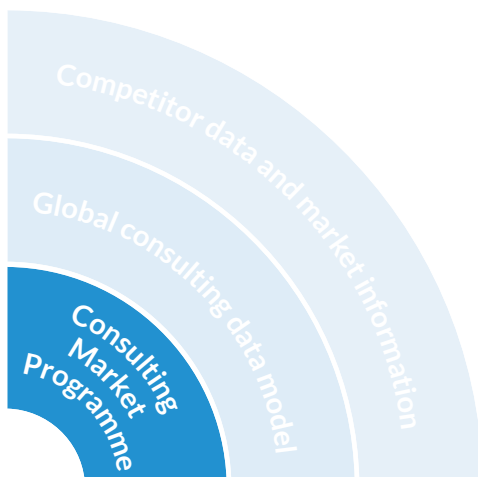 Competitor data and market information
Global consulting data model
Consulting
Market
Programme